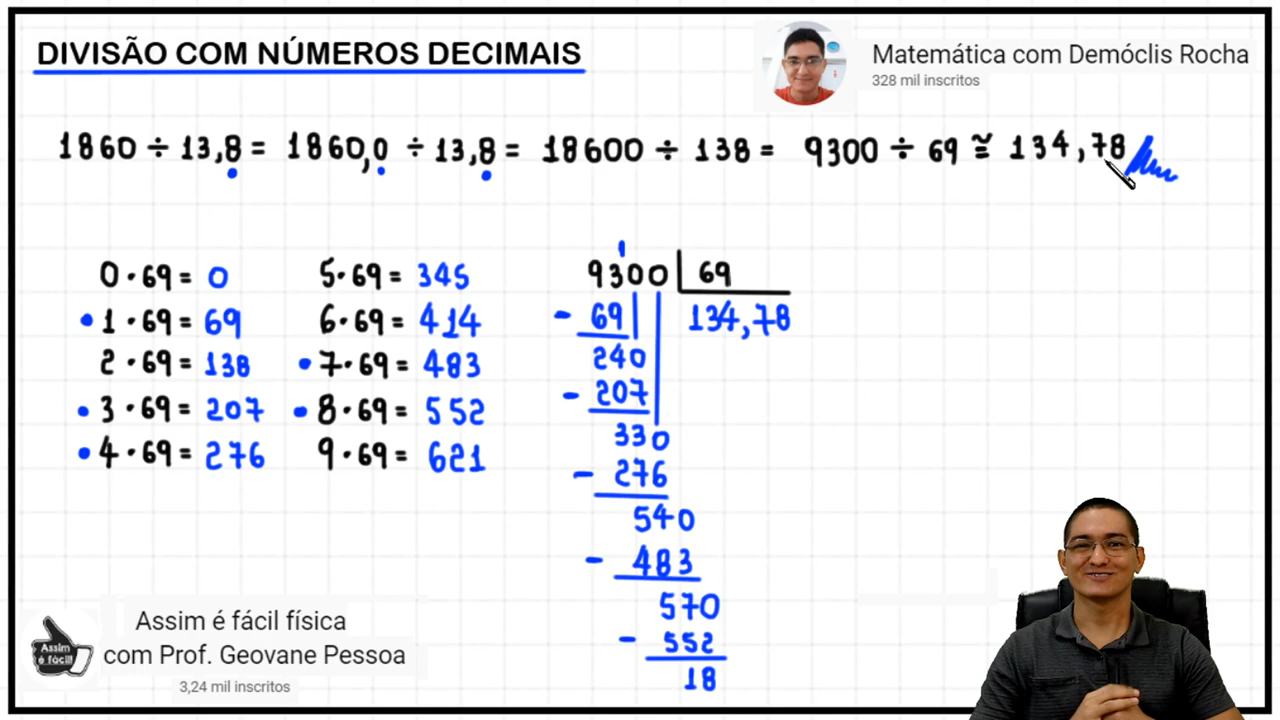 DIVISÃO COM NÚMEROS DECIMAIS
Matemática com Demóclis Rocha
328 mil inscritos
1860 ÷ 13,8 = 1860,0 ÷ 13,8 = 18600 ÷ 138 = 9300 ÷ 69 ≅ 134,78
0 · 69 = 0
1 · 69 = 69
2 · 69 = 138
3 · 69 = 207
4 · 69 = 276
5 · 69 = 345
6 · 69 = 414
7 · 69 = 483
8 · 69 = 552
9 · 69 = 621
1
9300 69
- 69 134,78
240
- 207
330
- 276
540
- 483
570
- 552
18
Assim é fácil!
Assim é fácil física
com Prof. Geovane Pessoa
3,24 mil inscritos